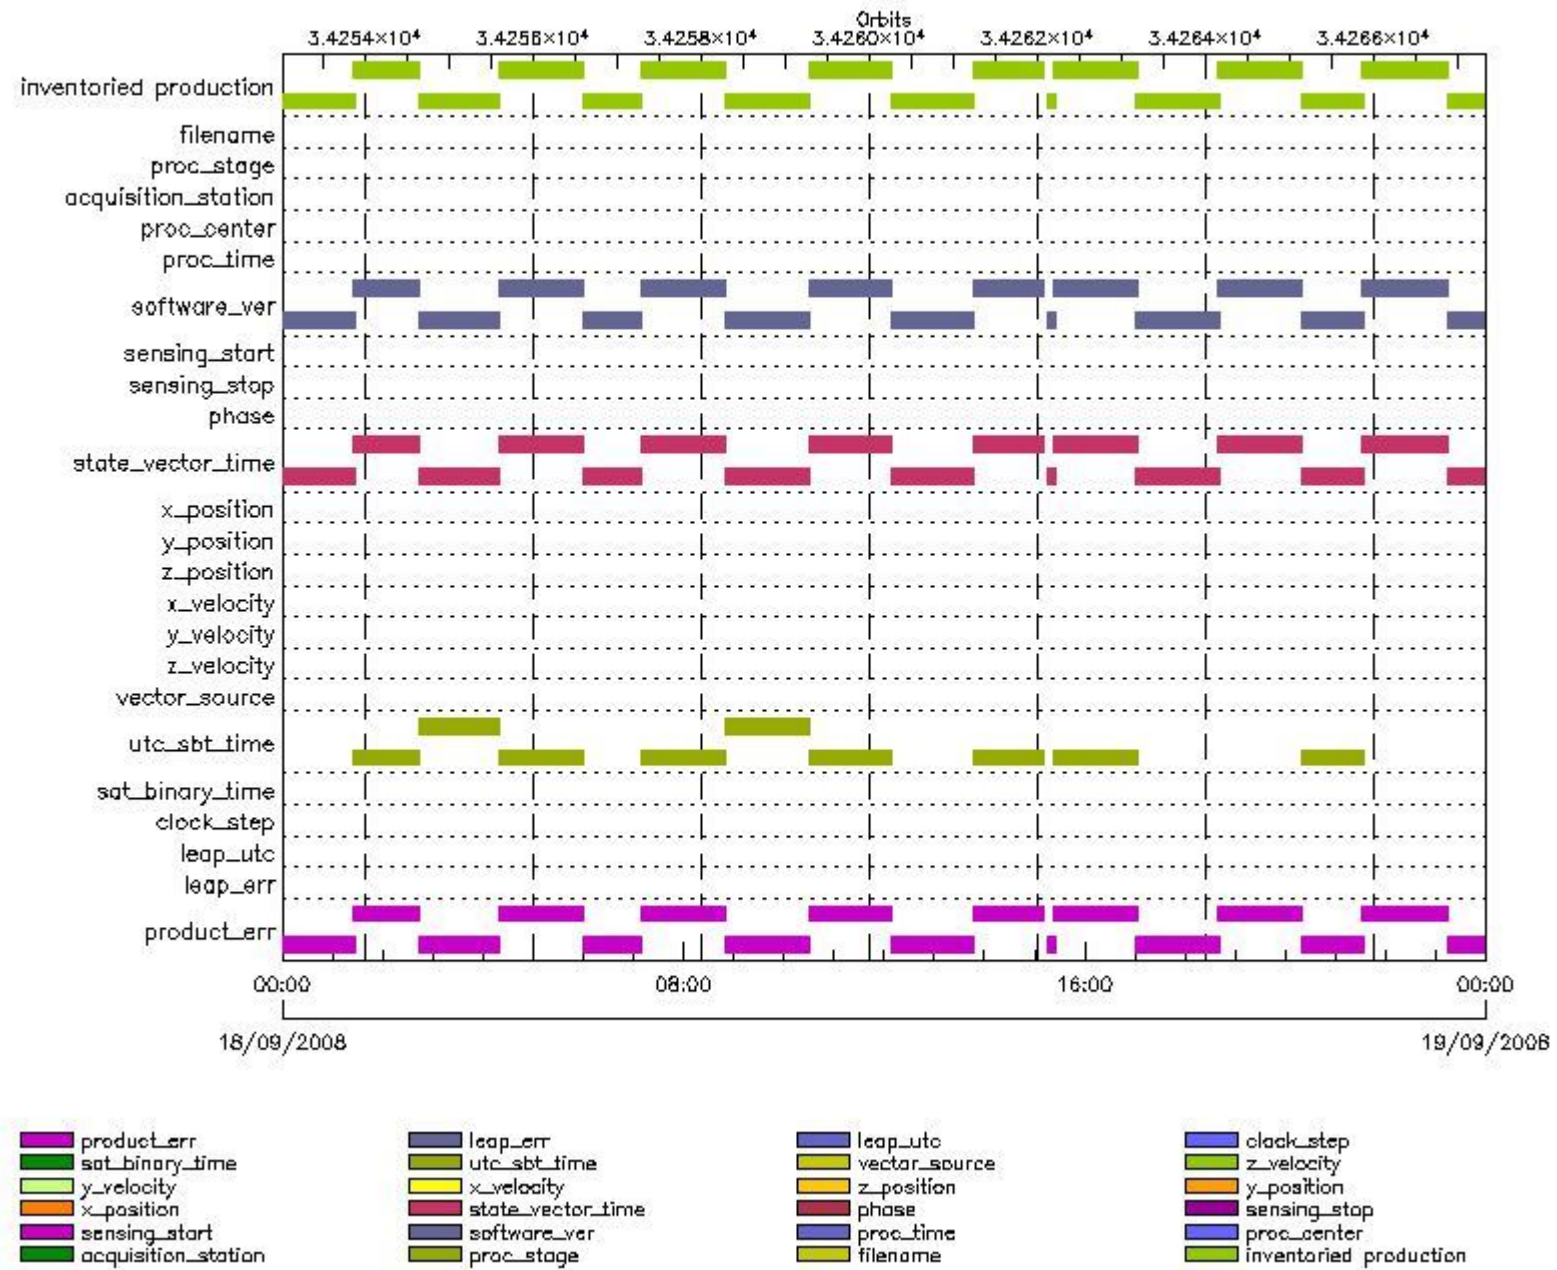 Orbits
3.4254×10⁴ 3.4256×10⁴ 3.4258×10⁴ 3.4260×10⁴ 3.4262×10⁴ 3.4264×10⁴ 3.4266×10⁴
inventoried production
filename
proc_stage
acquisition_station
proc_center
proc_time
software_ver
sensing_start
sensing_stop
phase
state_vector_time
x_position
y_position
z_position
x_velocity
y_velocity
z_velocity
vector_source
utc_sbt_time
sat_binary_time
clock_step
leap_utc
leap_err
product_err
00:00 08:00 16:00 00:00
18/09/2008 19/09/2008
product_err leap_err leap_utc clock_step
sat_binary_time utc_sbt_time vector_source z_velocity
y_velocity x_velocity z_position y_position
x_position state_vector_time phase sensing_stop
sensing_start software_ver proc_time proc_center
acquisition_station proc_stage filename inventoried production